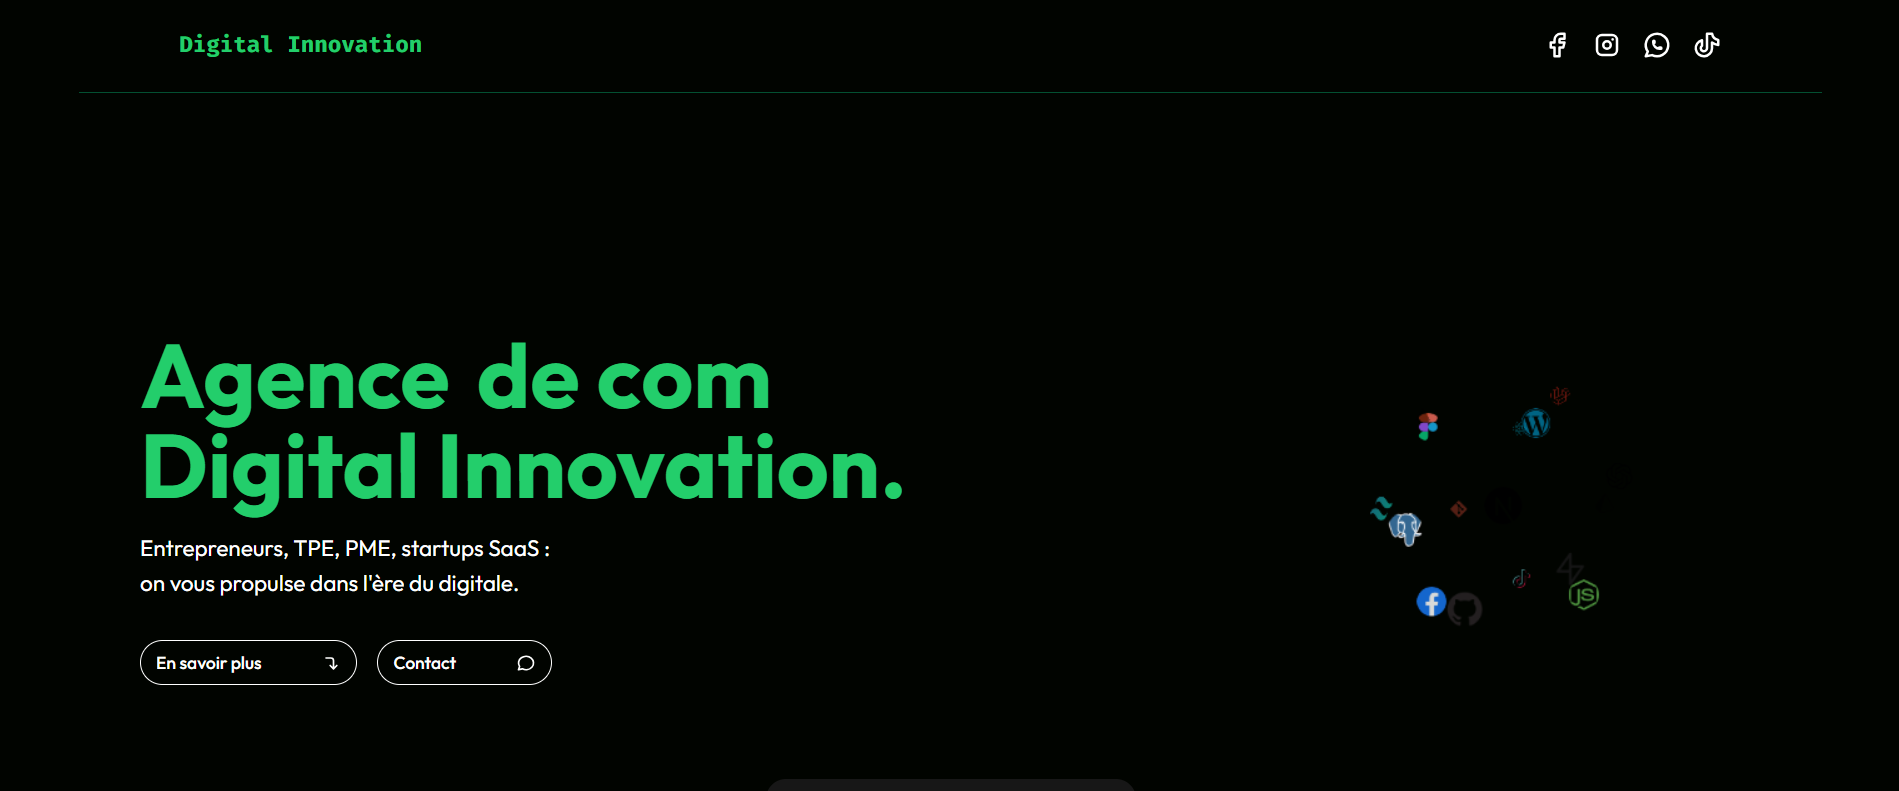 Digital Innovation
Agence de com
Digital Innovation.
Entrepreneurs, TPE, PME, startups SaaS :
on vous propulse dans l'ère du digitale.
En savoir plus
Contact
JS